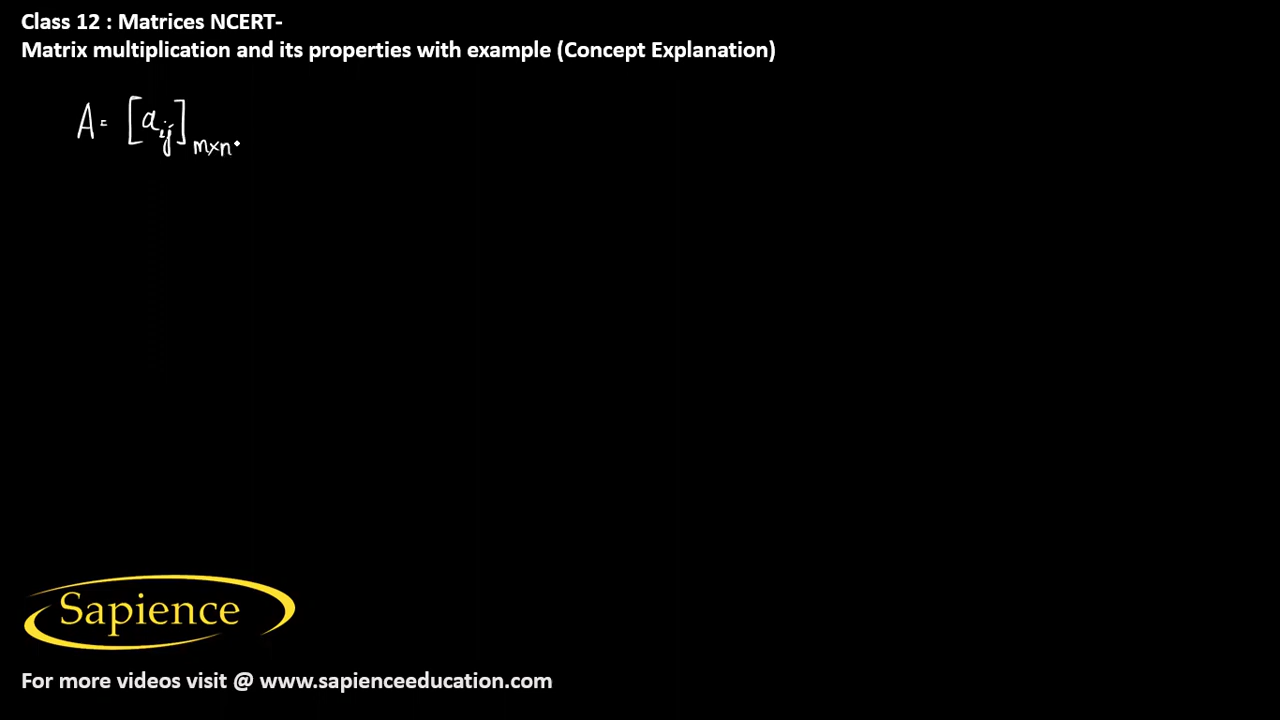 Class 12 : Matrices NCERT-
Matrix multiplication and its properties with example (Concept Explanation)
A= [aij]m×n
Sapience
For more videos visit @ www.sapienceeducation.com